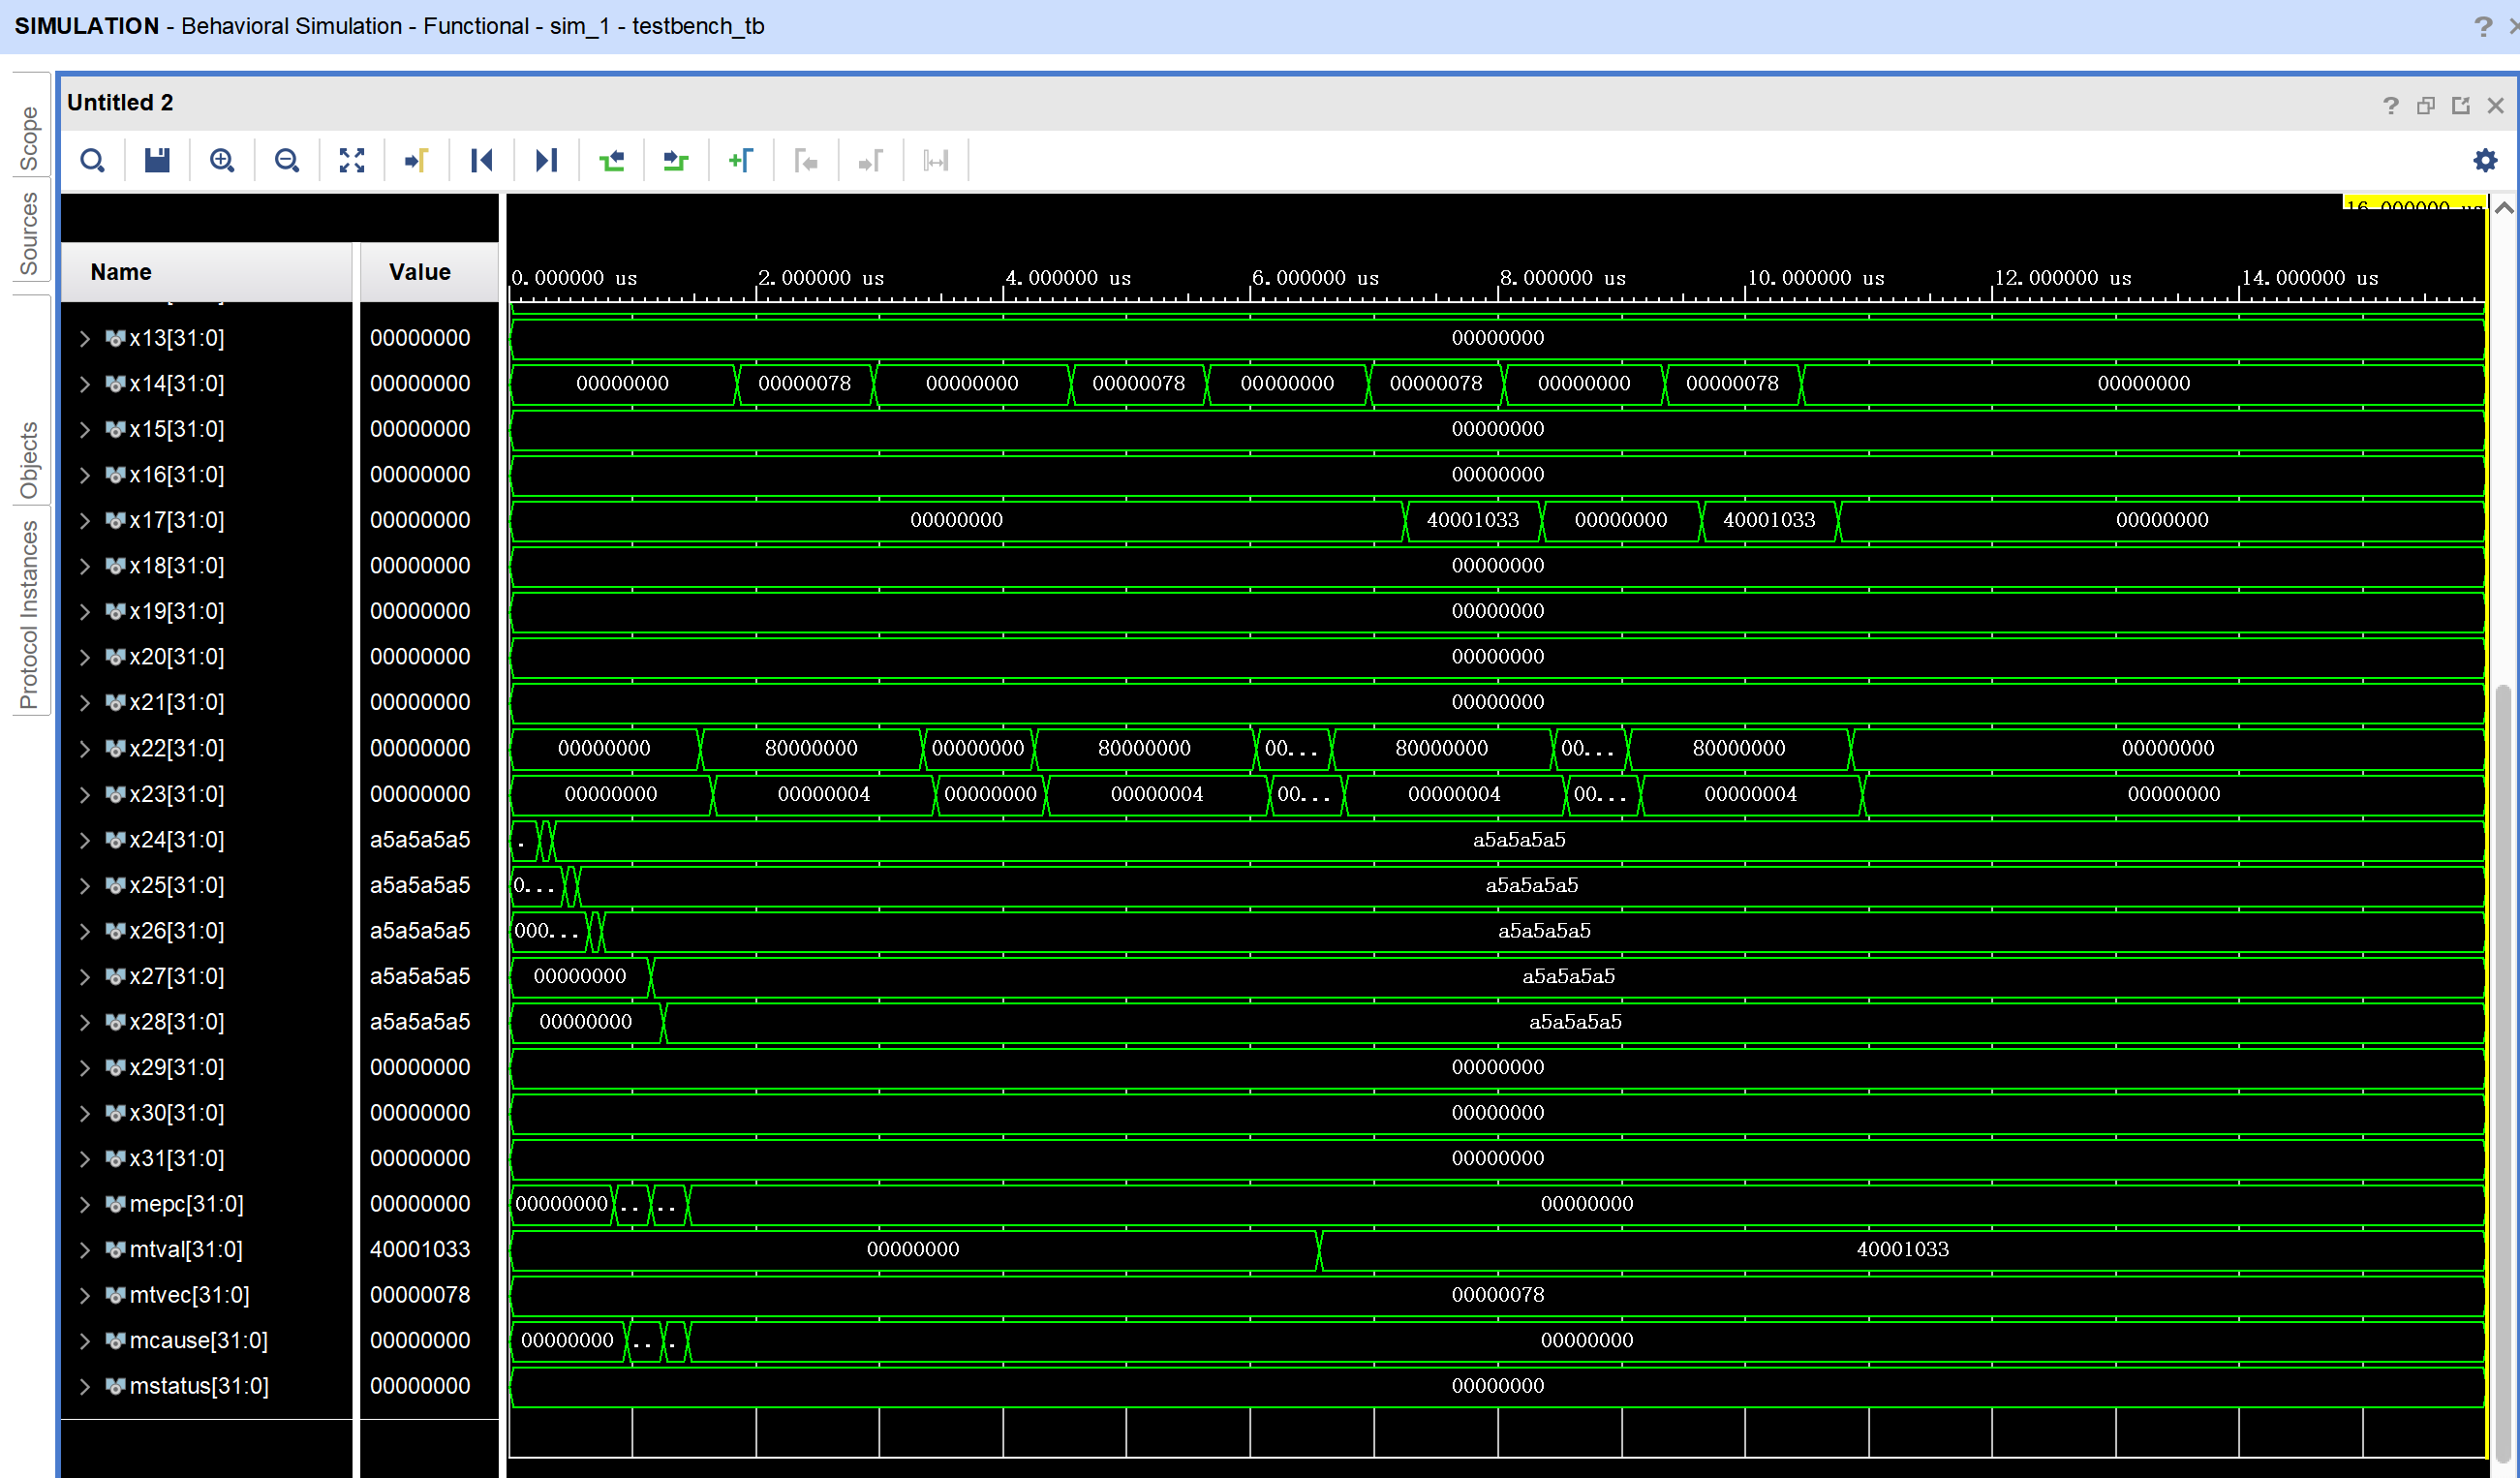 SIMULATION - Behavioral Simulation - Functional - sim_1 - testbench_tb
Scope
Sources
Objects
Protocol Instances
Untitled 2
16.000000 us
Name Value
0.000000 us 2.000000 us 4.000000 us 6.000000 us 8.000000 us 10.000000 us 12.000000 us 14.000000 us
x13[31:0] 00000000 00000000
x14[31:0] 00000000 00000000 00000078 00000000 00000078 00000000 00000078 00000000 00000078 00000000
x15[31:0] 00000000 00000000
x16[31:0] 00000000 00000000
x17[31:0] 00000000 00000000 40001033 00000000 40001033 00000000
x18[31:0] 00000000 00000000
x19[31:0] 00000000 00000000
x20[31:0] 00000000 00000000
x21[31:0] 00000000 00000000
x22[31:0] 00000000 00000000 80000000 00000000 80000000 00... 80000000 00... 80000000 00000000
x23[31:0] 00000000 00000000 00000004 00000000 00000004 00... 00000004 00... 00000004 00000000
x24[31:0] a5a5a5a5 . a5a5a5a5
x25[31:0] a5a5a5a5 0... a5a5a5a5
x26[31:0] a5a5a5a5 000... a5a5a5a5
x27[31:0] a5a5a5a5 00000000 a5a5a5a5
x28[31:0] a5a5a5a5 00000000 a5a5a5a5
x29[31:0] 00000000 00000000
x30[31:0] 00000000 00000000
x31[31:0] 00000000 00000000
mepc[31:0] 00000000 00000000 .. .. 00000000
mtval[31:0] 40001033 00000000 40001033
mtvec[31:0] 00000078 00000078
mcause[31:0] 00000000 00000000 .. . 00000000
mstatus[31:0] 00000000 00000000